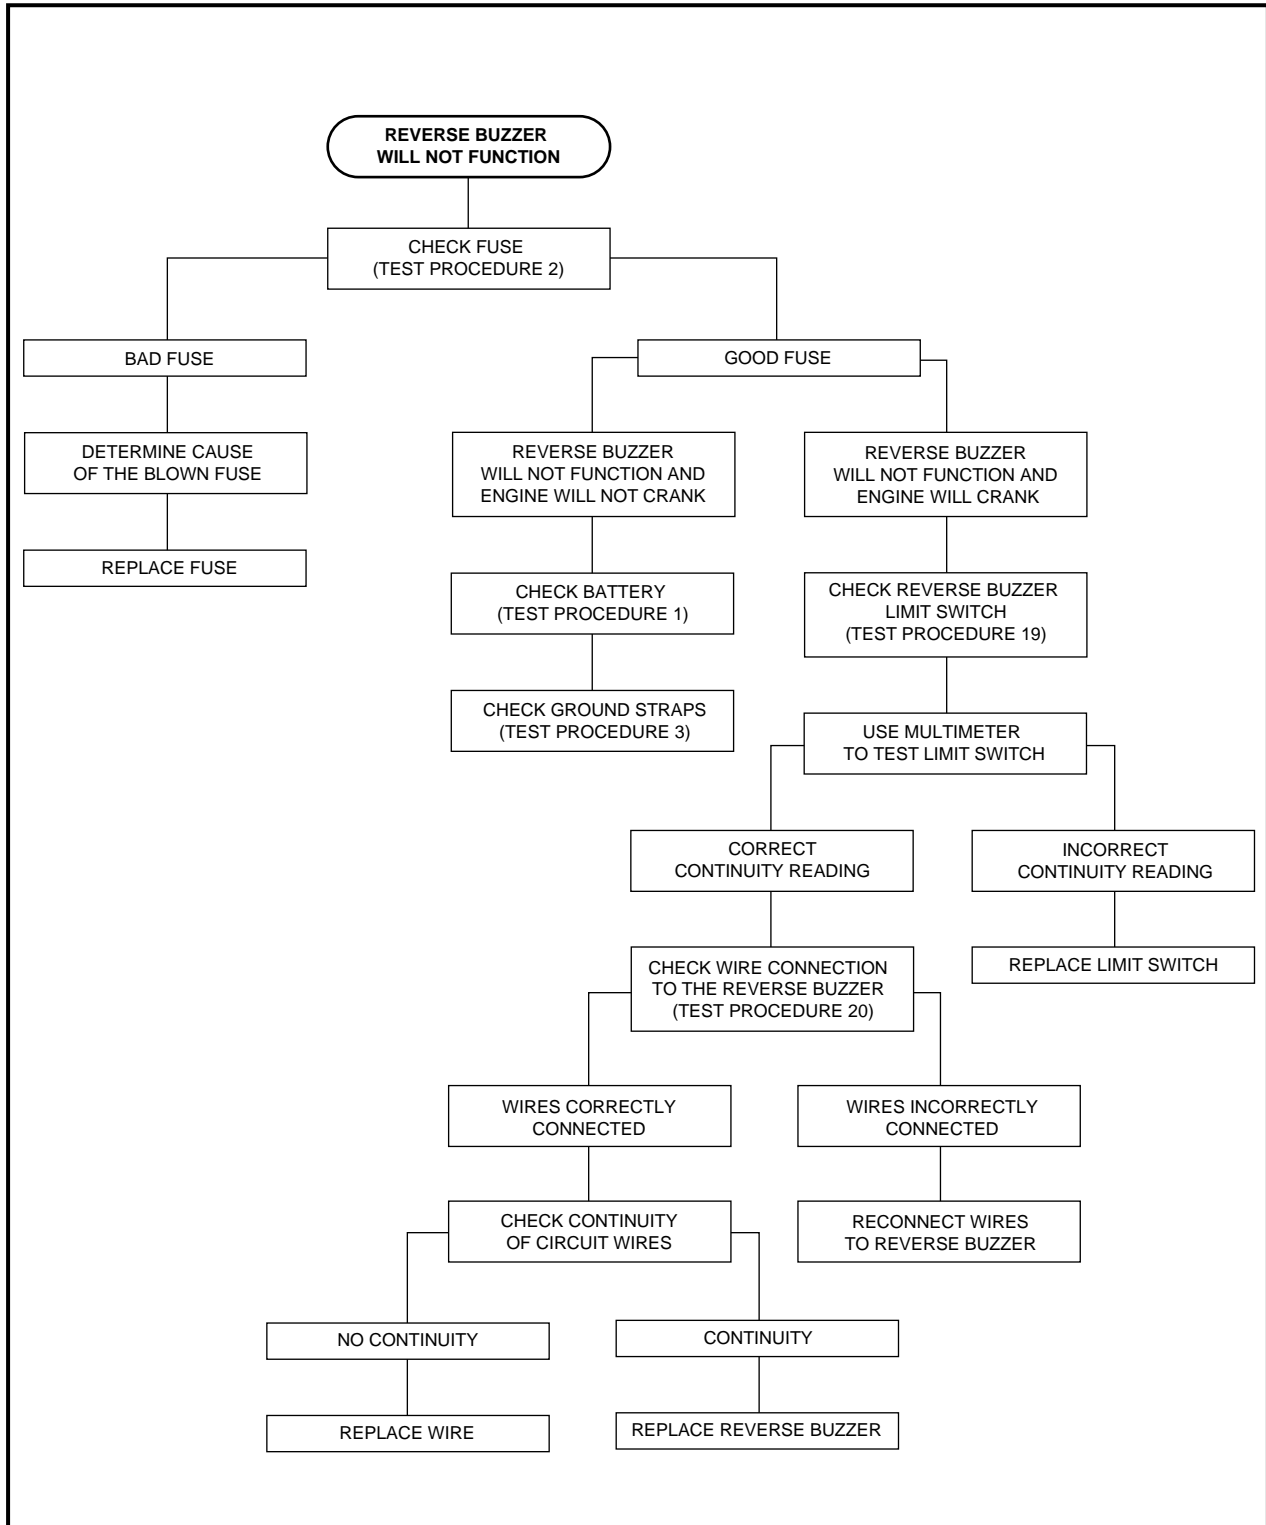 REVERSE BUZZER
WILL NOT FUNCTION
CHECK FUSE
(TEST PROCEDURE 2)
BAD FUSE
GOOD FUSE
DETERMINE CAUSE
OF THE BLOWN FUSE
REVERSE BUZZER
WILL NOT FUNCTION AND
ENGINE WILL NOT CRANK
REVERSE BUZZER
WILL NOT FUNCTION AND
ENGINE WILL CRANK
REPLACE FUSE
CHECK BATTERY
(TEST PROCEDURE 1)
CHECK REVERSE BUZZER
LIMIT SWITCH
(TEST PROCEDURE 19)
CHECK GROUND STRAPS
(TEST PROCEDURE 3)
USE MULTIMETER
TO TEST LIMIT SWITCH
CORRECT
CONTINUITY READING
INCORRECT
CONTINUITY READING
CHECK WIRE CONNECTION
TO THE REVERSE BUZZER
(TEST PROCEDURE 20)
REPLACE LIMIT SWITCH
WIRES CORRECTLY
CONNECTED
WIRES INCORRECTLY
CONNECTED
CHECK CONTINUITY
OF CIRCUIT WIRES
RECONNECT WIRES
TO REVERSE BUZZER
NO CONTINUITY
CONTINUITY
REPLACE WIRE
REPLACE REVERSE BUZZER